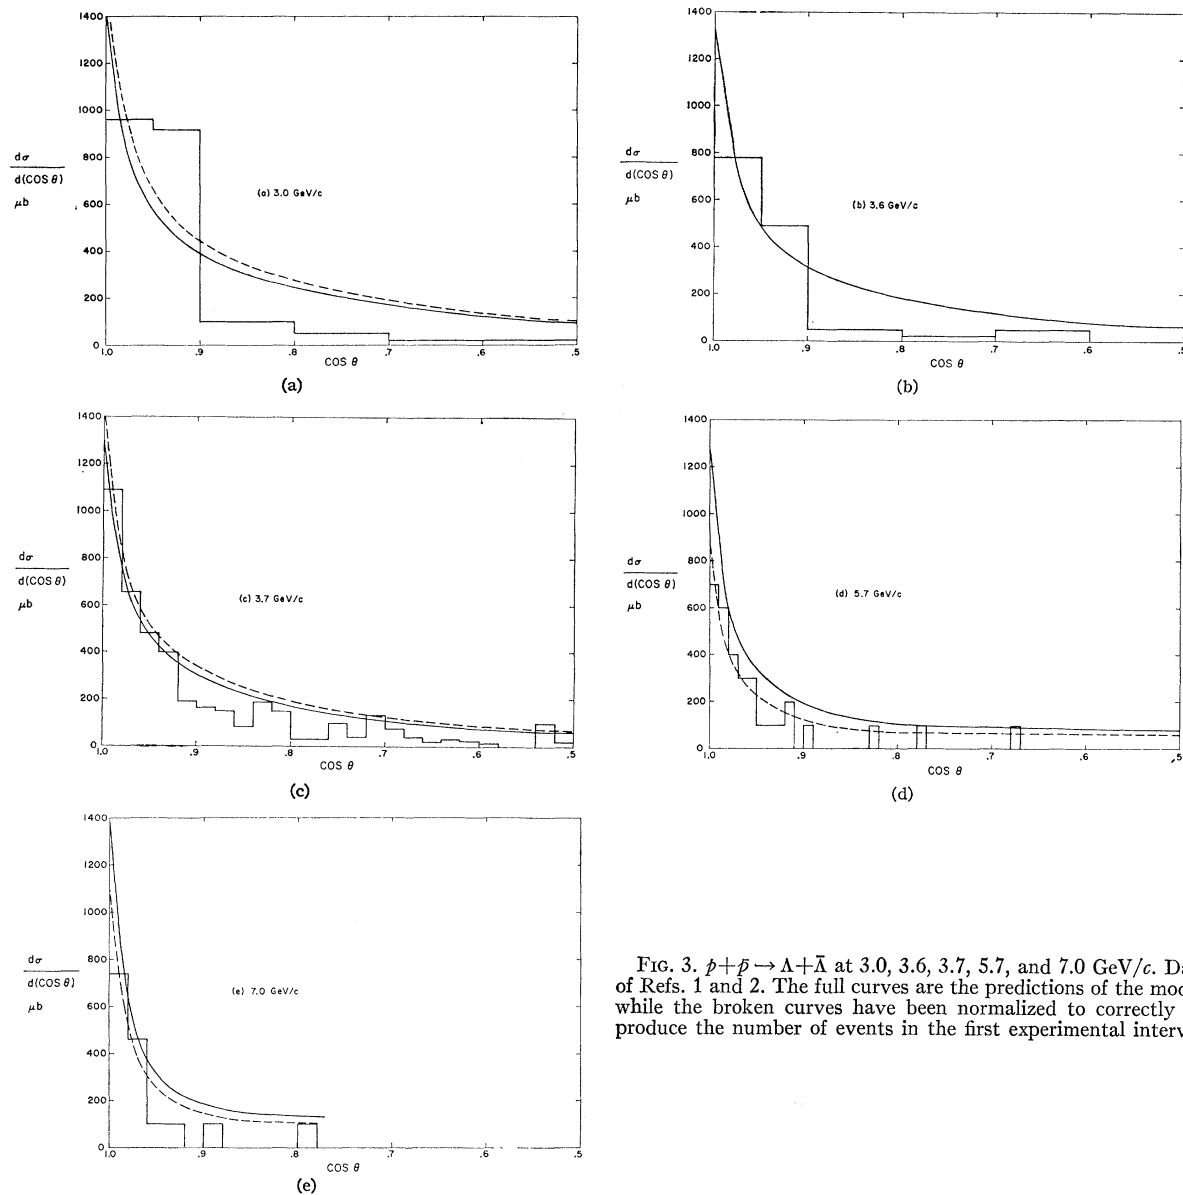 1400
1200
1000
800
600
400
200
0
dσ
d(COS θ)
μb
(a) 3.0 GeV/c
1.0 .9 .8 .7 .6 .5
COS θ
(a)
1400
1200
1000
800
600
400
200
0
dσ
d(COS θ)
μb
(b) 3.6 GeV/c
1.0 .9 .8 .7 .6 .5
COS θ
(b)
1400
1200
1000
800
600
400
200
0
dσ
d(COS θ)
μb
(c) 3.7 GeV/c
1.0 .9 .8 .7 .6 .5
COS θ
(c)
1400
1200
1000
800
600
400
200
0
dσ
d(COS θ)
μb
(d) 5.7 GeV/c
1.0 .9 .8 .7 .6 .5
COS θ
(d)
1400
1200
1000
800
600
400
200
0
dσ
d(COS θ)
μb
(e) 7.0 GeV/c
1.0 .9 .8 .7 .6 .5
COS θ
(e)
FIG. 3. p+p̄→Λ+Λ̄ at 3.0, 3.6, 3.7, 5.7, and 7.0 GeV/c. Da
of Refs. 1 and 2. The full curves are the predictions of the mod
while the broken curves have been normalized to correctly
produce the number of events in the first experimental interv